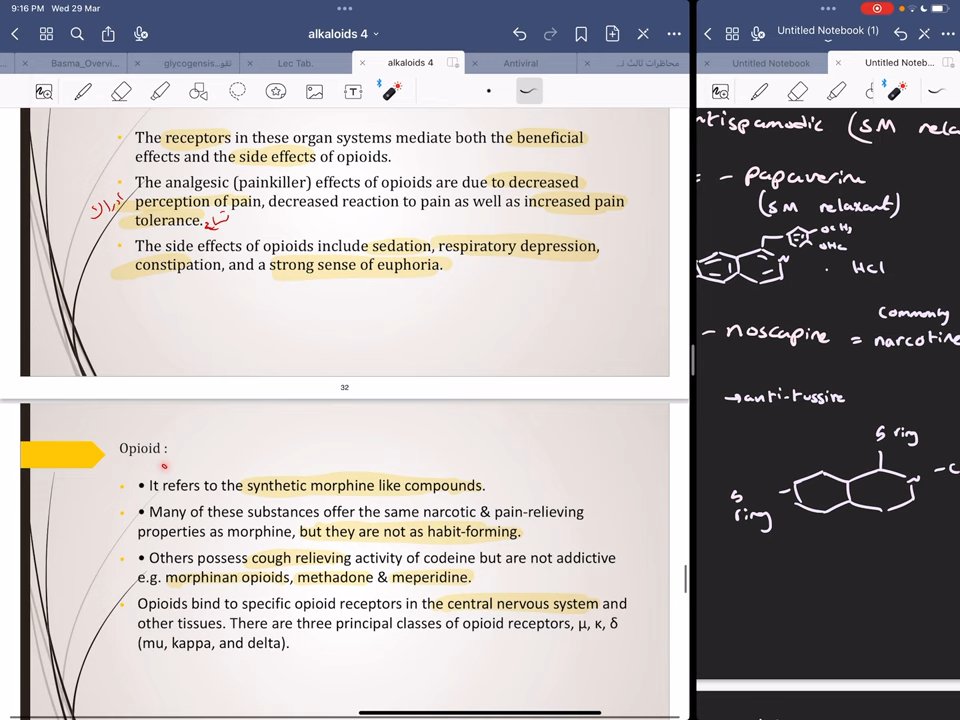 9:16 PM Wed 29 Mar
alkaloids 4
Untitled Notebook (1)
Basma_Overvi...
glycogensis_تقو...
Lec Tab.
alkaloids 4
Antiviral
محاظرات ثالث ت...
Untitled Notebook
Untitled Noteb...
The receptors in these organ systems mediate both the beneficial
effects and the side effects of opioids.
The analgesic (painkiller) effects of opioids are due to decreased
perception of pain, decreased reaction to pain as well as increased pain
tolerance.
The side effects of opioids include sedation, respiratory depression,
constipation, and a strong sense of euphoria.
32
Opioid :
• It refers to the synthetic morphine like compounds.
• Many of these substances offer the same narcotic & pain-relieving
properties as morphine, but they are not as habit-forming.
• Others possess cough relieving activity of codeine but are not addictive
e.g. morphinan opioids, methadone & meperidine.
Opioids bind to specific opioid receptors in the central nervous system and
other tissues. There are three principal classes of opioid receptors, μ, κ, δ
(mu, kappa, and delta).
ntispamodic (SM rela
- papaverine
(SM relaxant)
OCH3
N
. HCl
- noscapine = commonly
narcotine
→ anti-tussive
5 ring
N
5
ring